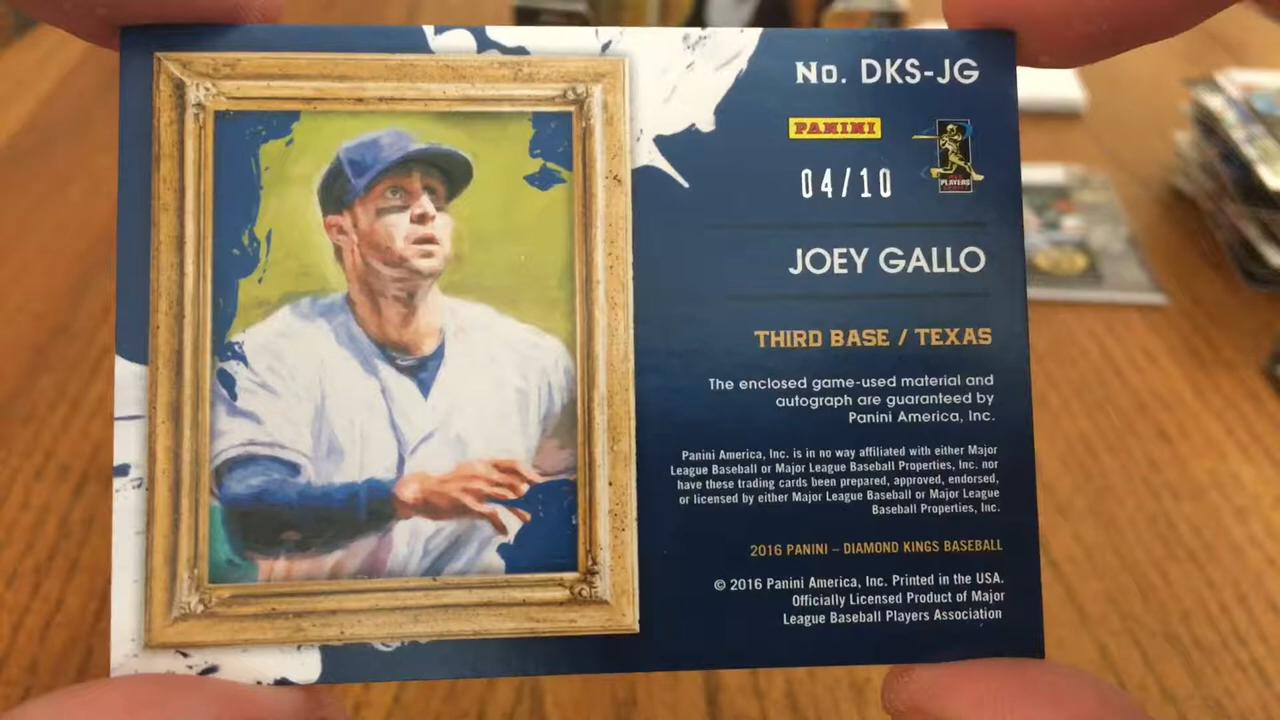 No. DKS-JG
PANINI
PLAYERS
04/10
JOEY GALLO
THIRD BASE / TEXAS
The enclosed game-used material and
autograph are guaranteed by
Panini America, Inc.
Panini America, Inc. is in no way affiliated with either Major
League Baseball or Major League Baseball Properties, Inc. nor
have these trading cards been prepared, approved, endorsed,
or licensed by either Major League Baseball or Major League
Baseball Properties, Inc.
2016 PANINI – DIAMOND KINGS BASEBALL
© 2016 Panini America, Inc. Printed in the USA.
Officially Licensed Product of Major
League Baseball Players Association